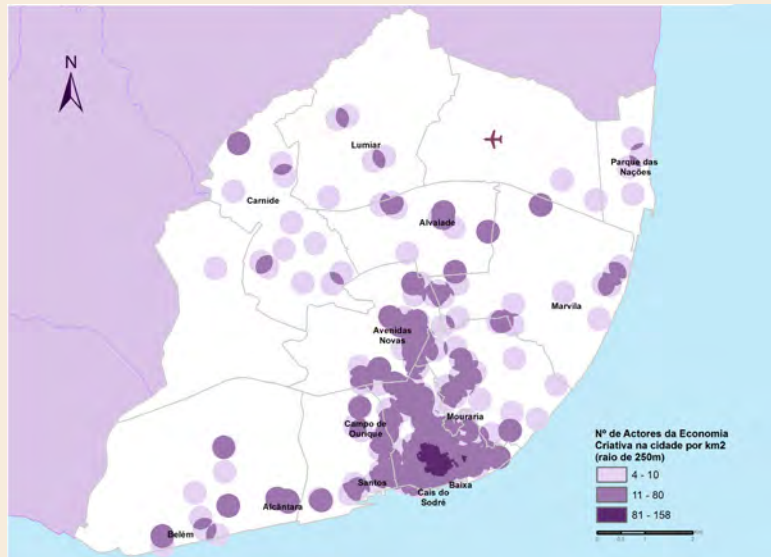 N
Lumiar
Parque das
Nações
Carnide
Alvalade
Marvila
Avenidas
Novas
Mouraria
Campo de
Ourique
Nº de Actores da Economia
Criativa na cidade por km2
(raio de 250m)
4 - 10
11 - 80
81 - 158
Santos
Baixa
Cais do
Sodré
Alcântara
Belém